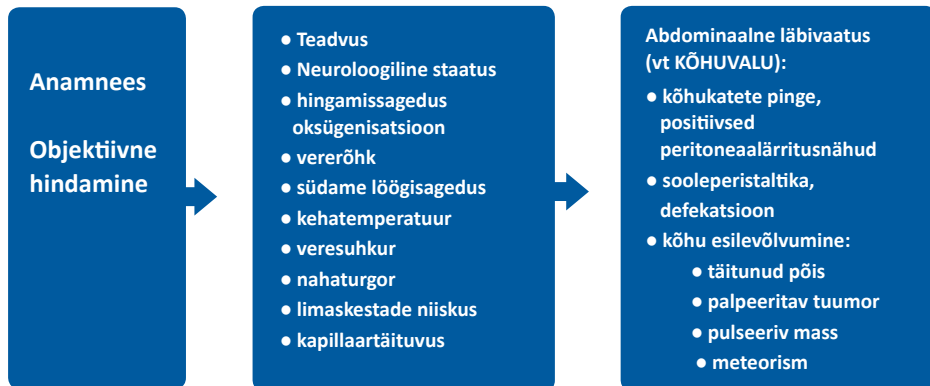 Anamnees
Objektiivne
hindamine
● Teadvus
● Neuroloogiline staatus
● hingamissagedus
oksügenisatsioon
● vererõhk
● südame löögisagedus
● kehatemperatuur
● veresuhkur
● nahaturgor
● limaskestade niiskus
● kapillaartäituvus
Abdominaalne läbivaatus
(vt KÕHUVALU):
● kõhukatete pinge,
positiivsed
peritoneaalärritusnähud
● sooleperistaltika,
defekatsioon
● kõhu esilevõlvumine:
● täitunud põis
● palpeeritav tuumor
● pulseeriv mass
● meteorism